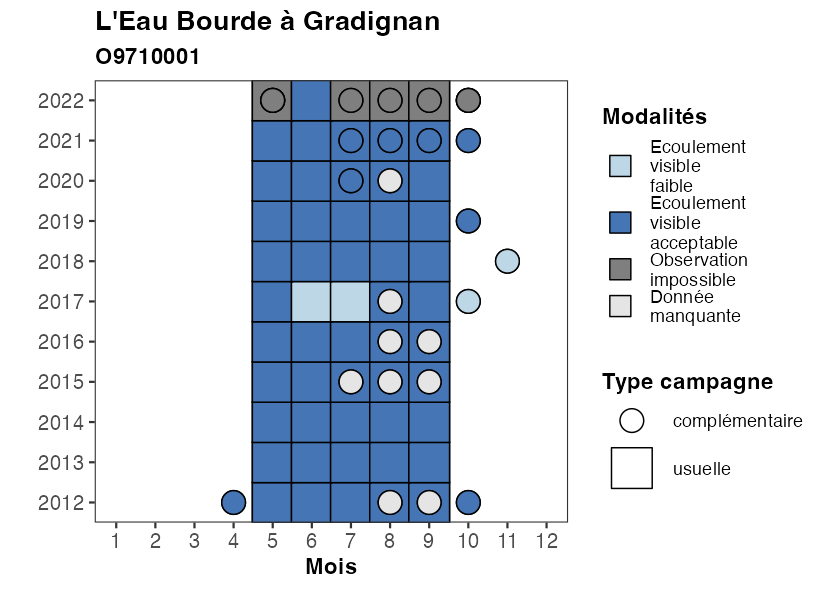 L'Eau Bourde à Gradignan
O9710001
2022
2021
2020
2019
2018
2017
2016
2015
2014
2013
2012
1 2 3 4 5 6 7 8 9 10 11 12
Mois
Modalités
Ecoulement
visible
faible
Ecoulement
visible
acceptable
Observation
impossible
Donnée
manquante
Type campagne
complémentaire
usuelle